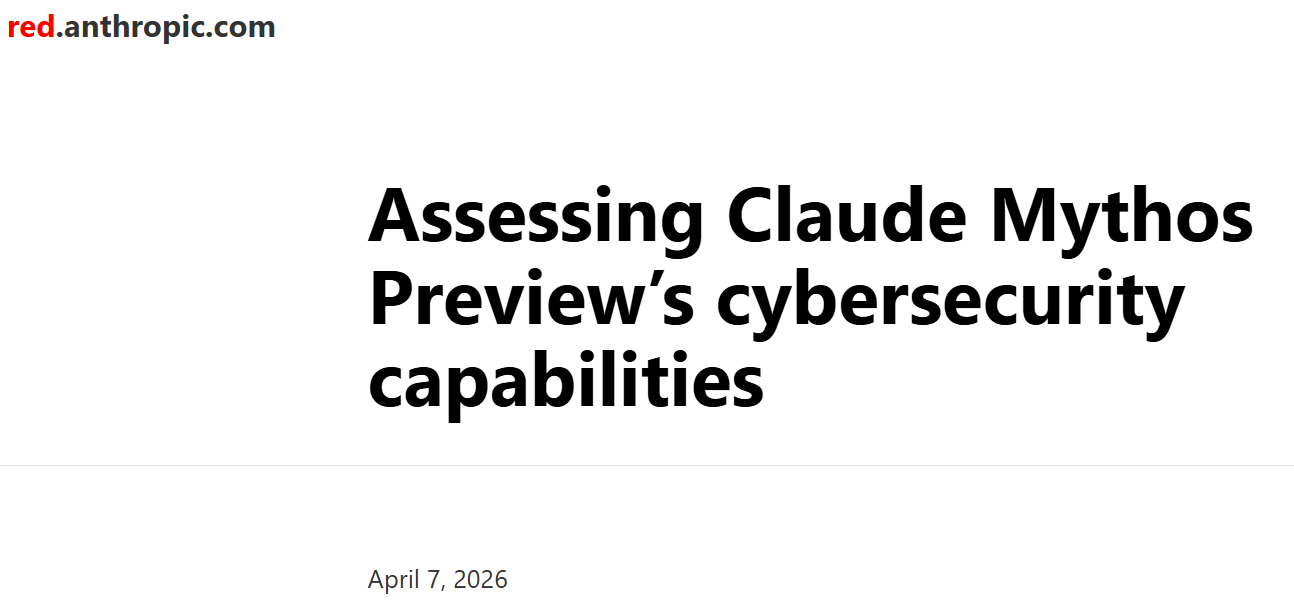 red.anthropic.com
Assessing Claude Mythos
Preview’s cybersecurity
capabilities
April 7, 2026